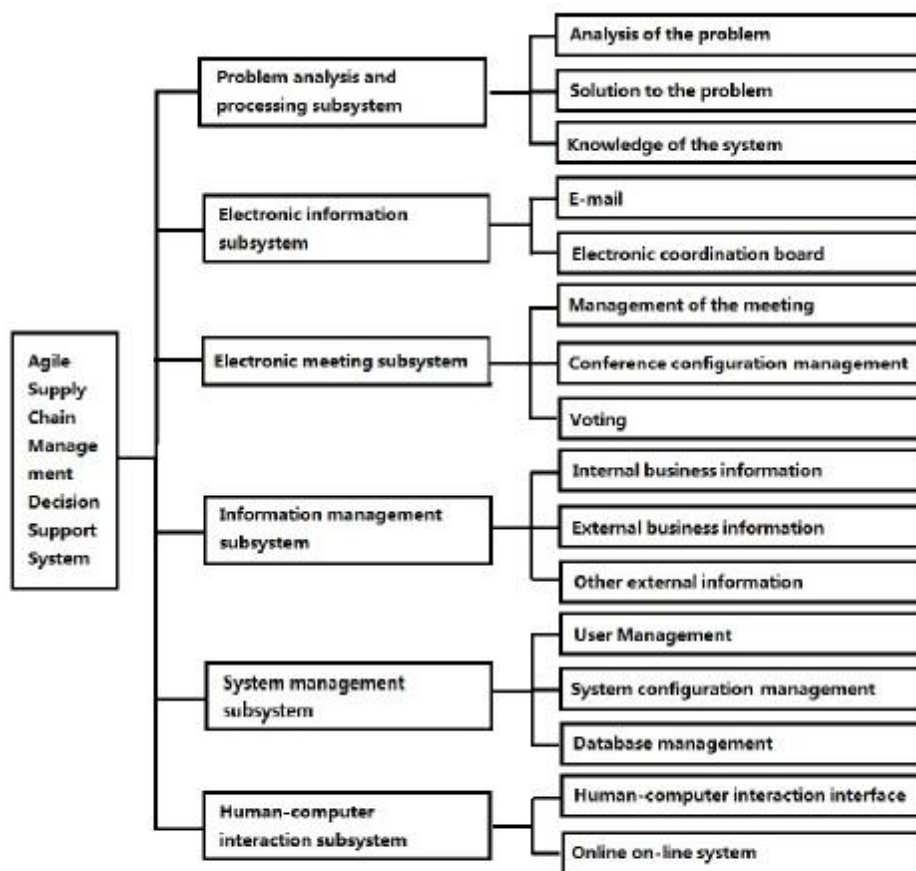 Agile
Supply
Chain
Manage
ment
Decision
Support
System
Problem analysis and
processing subsystem
Analysis of the problem
Solution to the problem
Knowledge of the system
Electronic information
subsystem
E-mail
Electronic coordination board
Electronic meeting subsystem
Management of the meeting
Conference configuration management
Voting
Information management
subsystem
Internal business information
External business information
Other external information
System management
subsystem
User Management
System configuration management
Database management
Human-computer
interaction subsystem
Human-computer interaction interface
Online on-line system